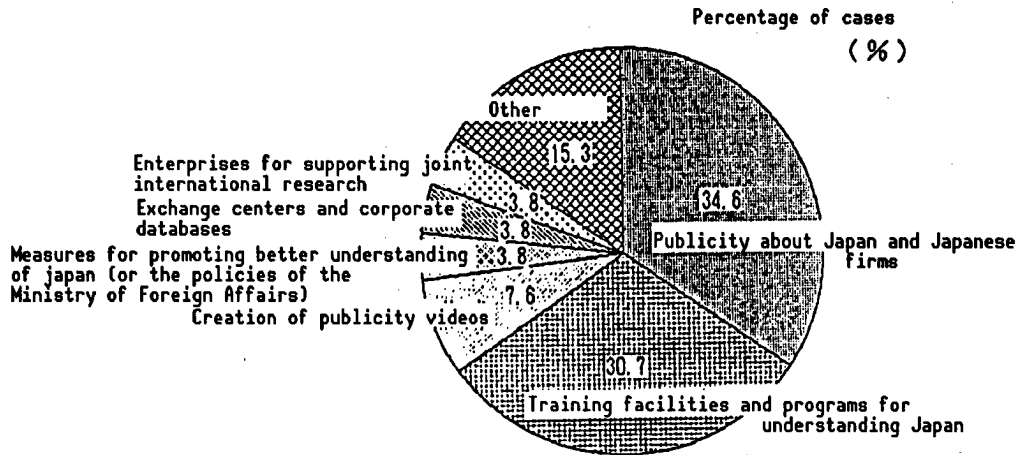 Percentage of cases
(%)
Other
15.3
Enterprises for supporting joint
international research
3.8
34.6
Exchange centers and corporate
databases
3.8
Publicity about Japan and Japanese
firms
Measures for promoting better understanding
of japan (or the policies of the
Ministry of Foreign Affairs)
3.8
Creation of publicity videos
7.6
30.7
Training facilities and programs for
understanding Japan